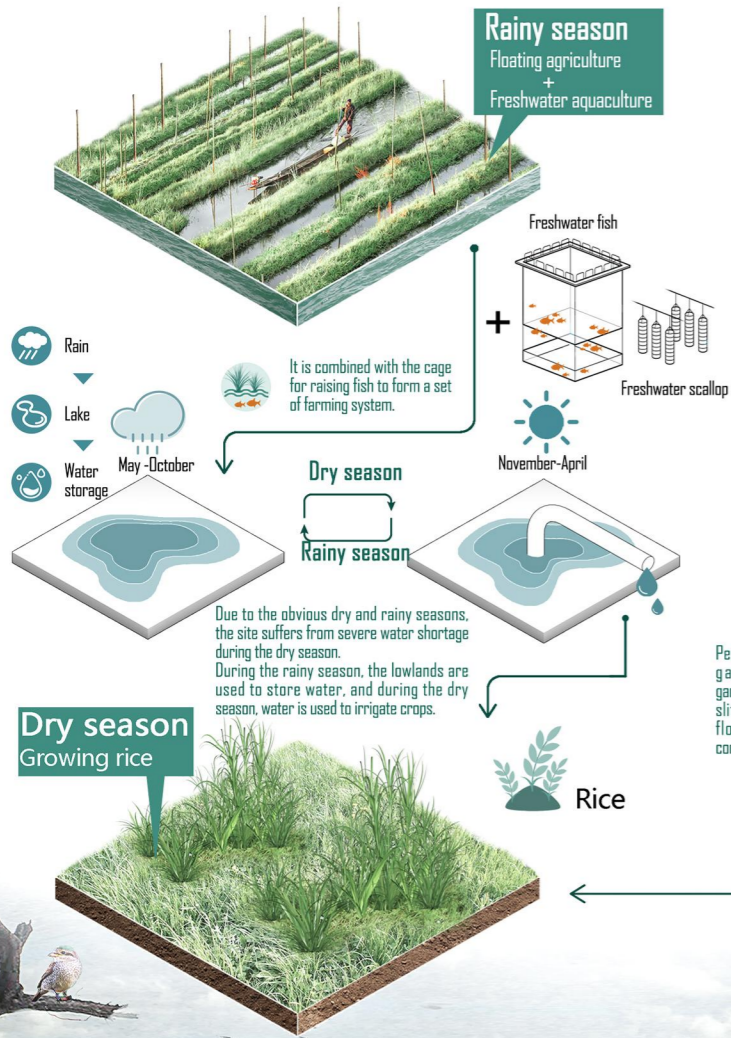 Rainy season
Floating agriculture
+
Freshwater aquaculture
Freshwater fish
+
Freshwater scallop
Rain
Lake
Water
storage
It is combined with the cage
for raising fish to form a set
of farming system.
May -October
November-April
Dry season
Rainy season
Due to the obvious dry and rainy seasons,
the site suffers from severe water shortage
during the dry season.
During the rainy season, the lowlands are
used to store water, and during the dry
season, water is used to irrigate crops.
Dry season
Growing rice
Rice